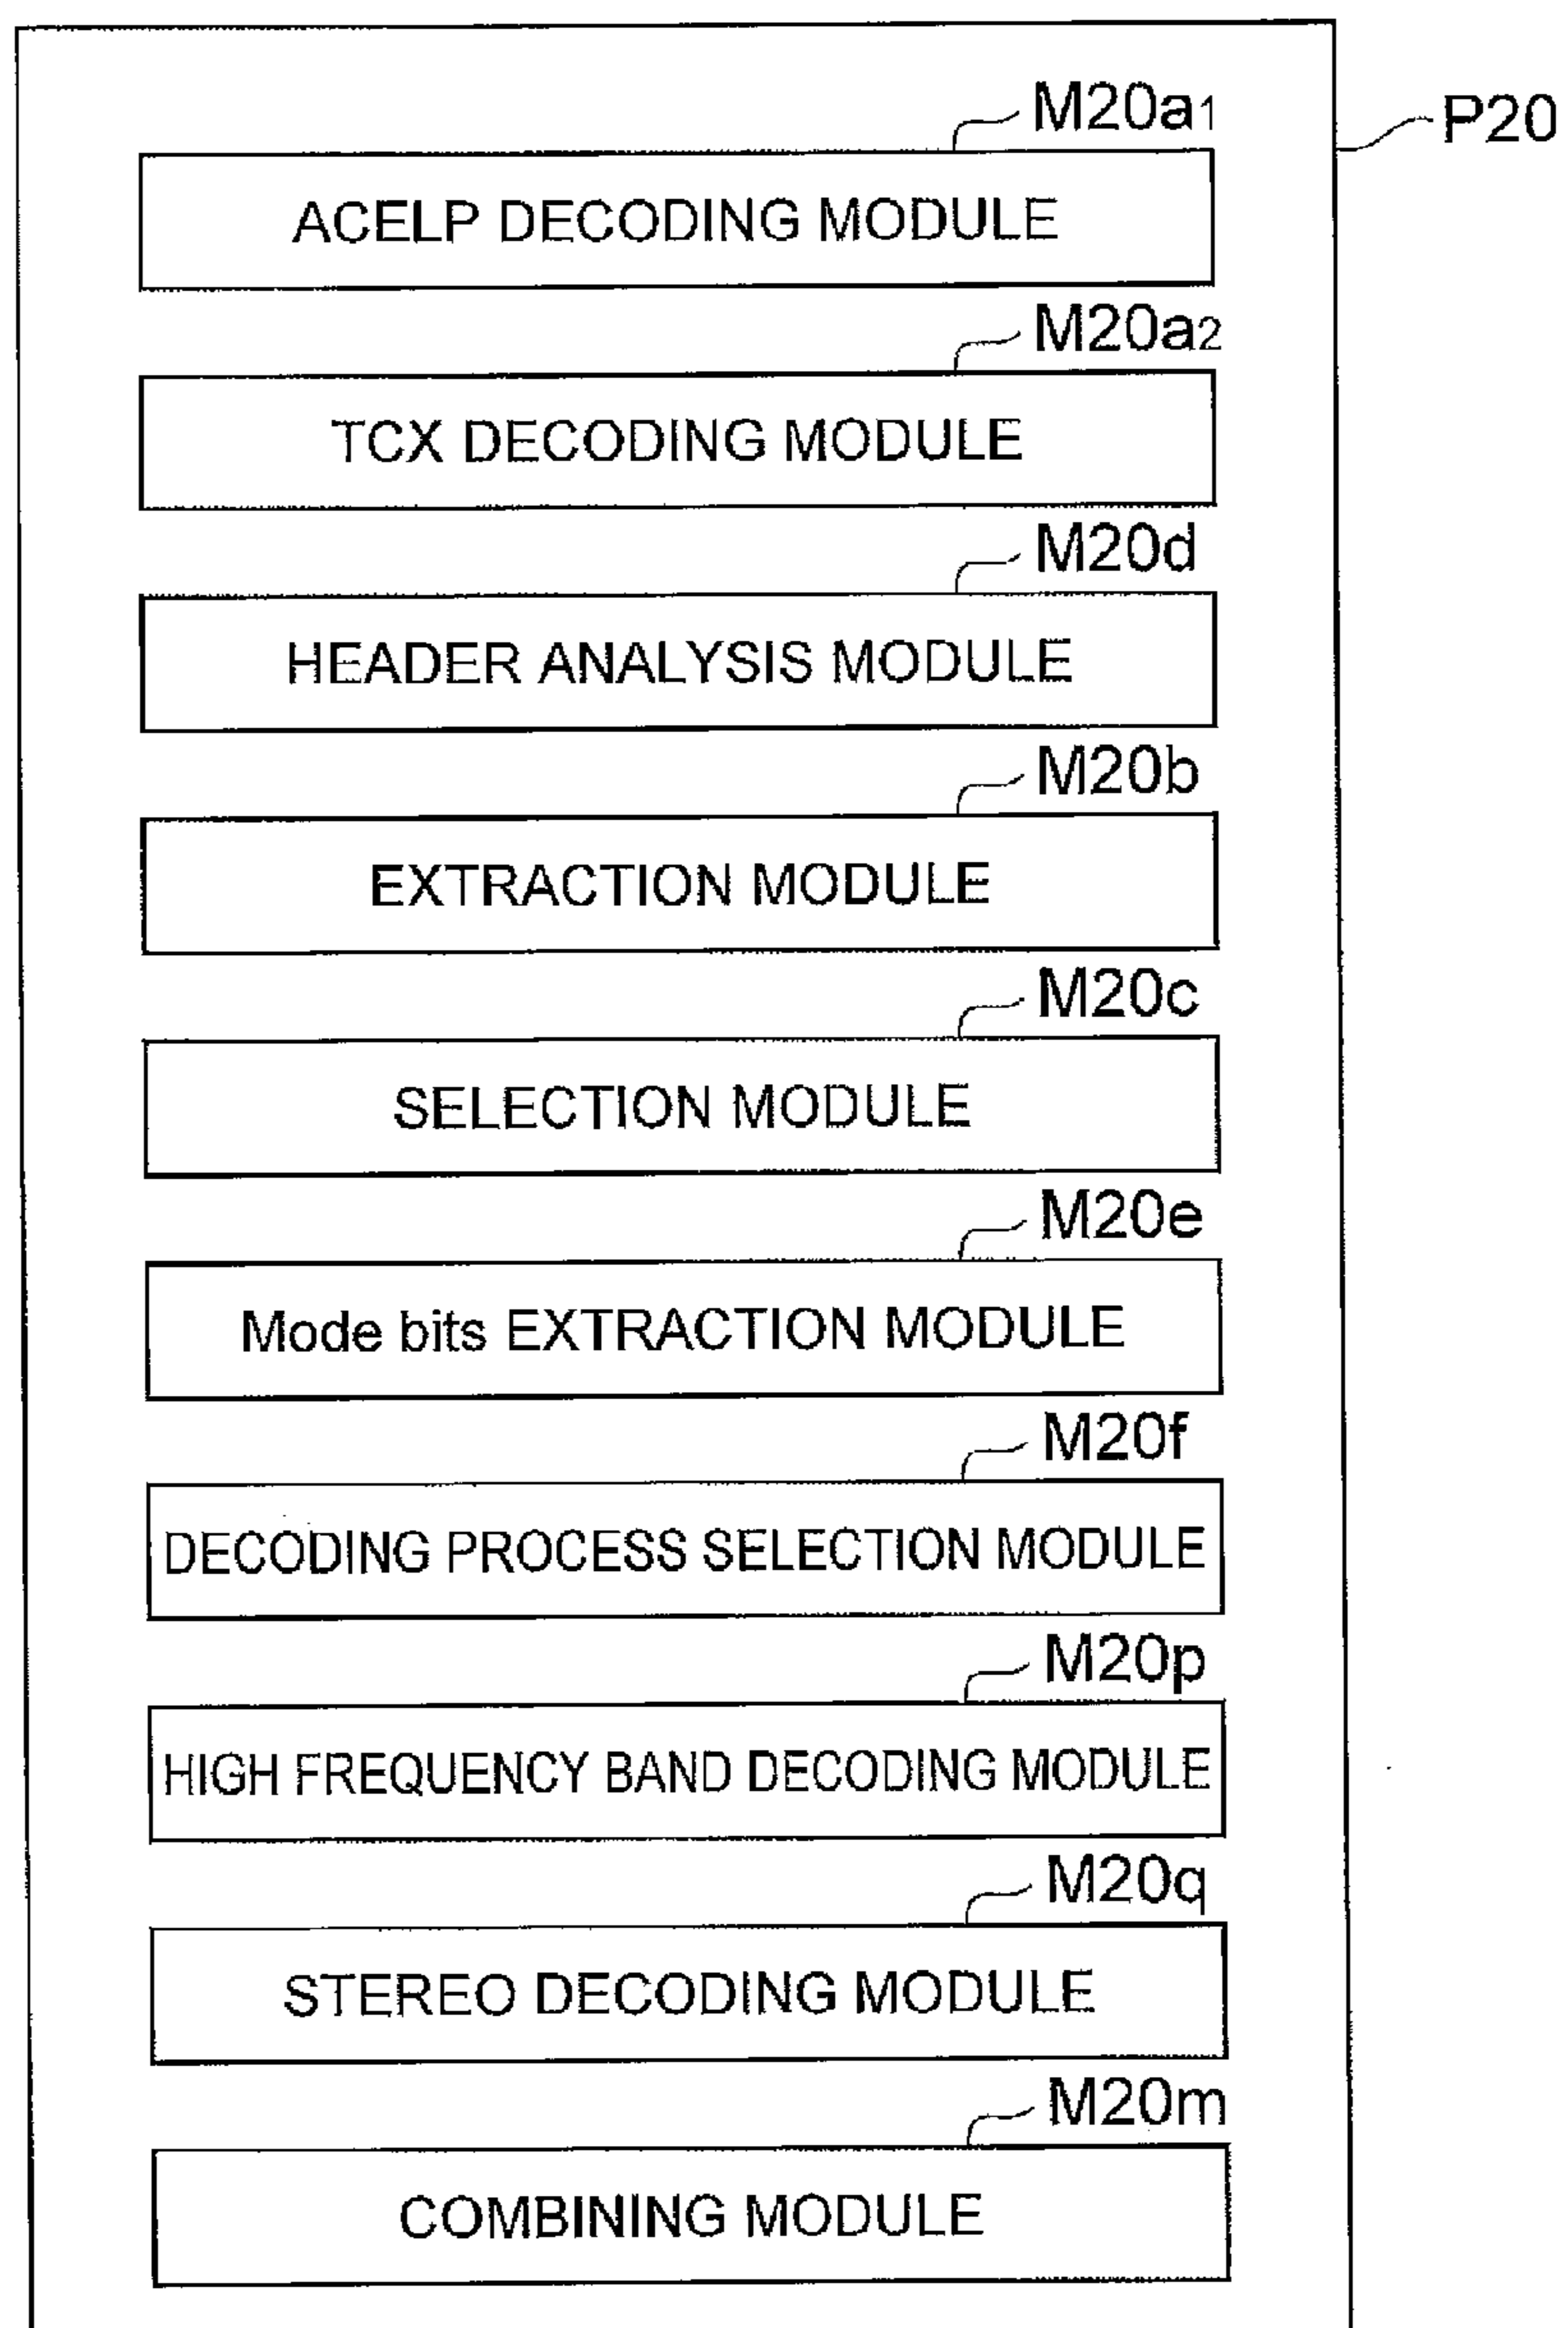 M20a1
P20
ACELP DECODING MODULE
M20a2
TCX DECODING MODULE
M20d
HEADER ANALYSIS MODULE
M20b
EXTRACTION MODULE
M20c
SELECTION MODULE
M20e
Mode bits EXTRACTION MODULE
M20f
DECODING PROCESS SELECTION MODULE
M20p
HIGH FREQUENCY BAND DECODING MODULE
M20q
STEREO DECODING MODULE
M20m
COMBINING MODULE